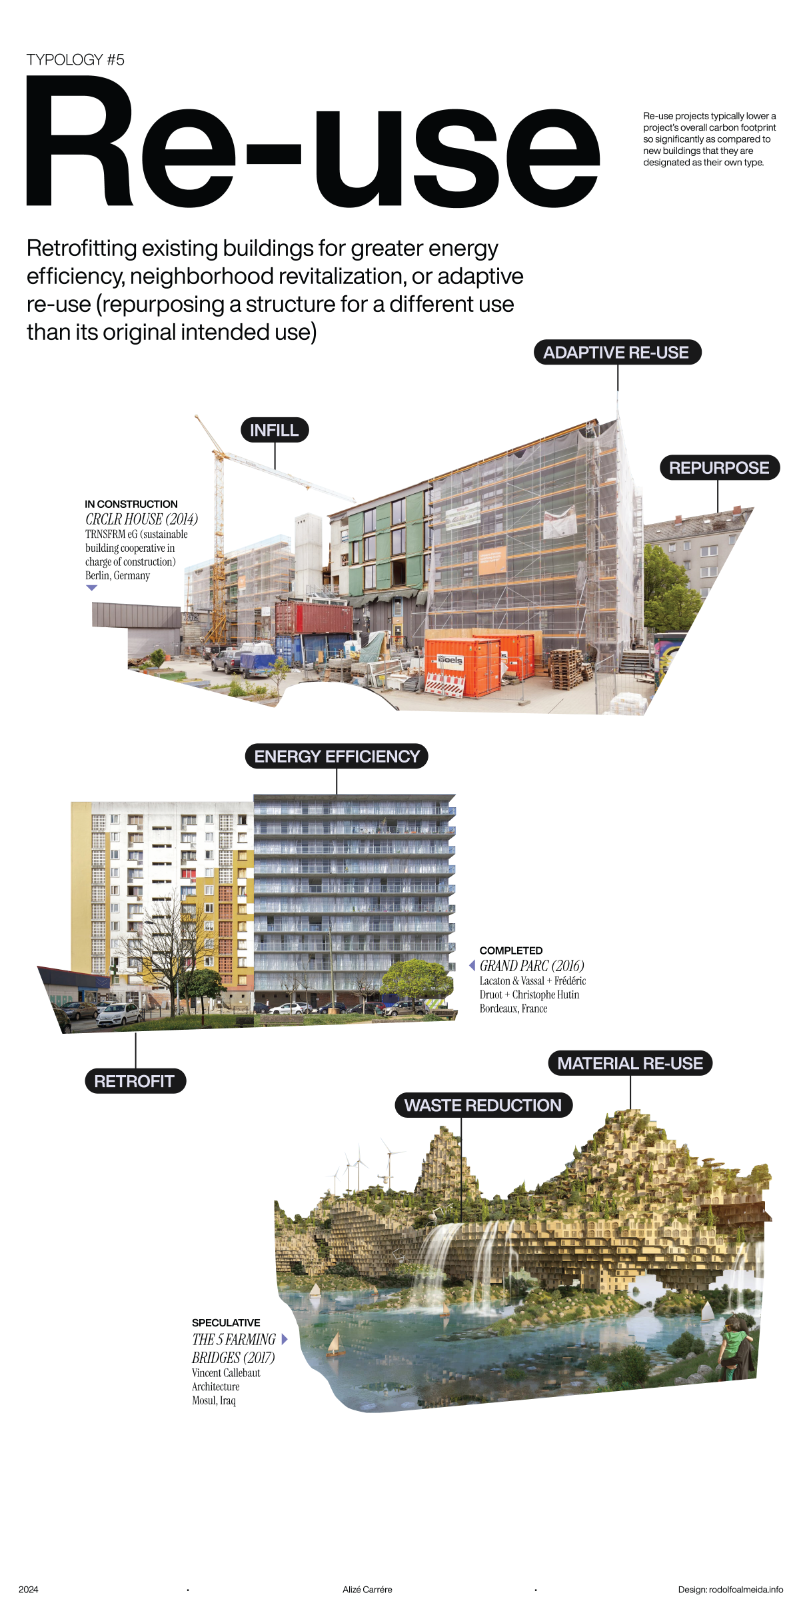 TYPOLOGY #5
Re-use
Re-use projects typically lower a
project's overall carbon footprint
so significantly as compared to
new buildings that they are
designated as their own type.
Retrofitting existing buildings for greater energy
efficiency, neighborhood revitalization, or adaptive
re-use (repurposing a structure for a different use
than its original intended use)
ADAPTIVE RE-USE
INFILL
REPURPOSE
IN CONSTRUCTION
CRCLR HOUSE (2014)
TRNSFRM eG (sustainable
building cooperative in
charge of construction)
Berlin, Germany
Boels
ENERGY EFFICIENCY
COMPLETED
GRAND PARC (2016)
Lacaton & Vassal + Frédéric
Druot + Christophe Hutin
Bordeaux, France
RETROFIT
MATERIAL RE-USE
WASTE REDUCTION
SPECULATIVE
THE 5 FARMING
BRIDGES (2017)
Vincent Callebaut
Architecture
Mosul, Iraq
2024 • Alizé Carrére • Design: rodolfoalmeida.info